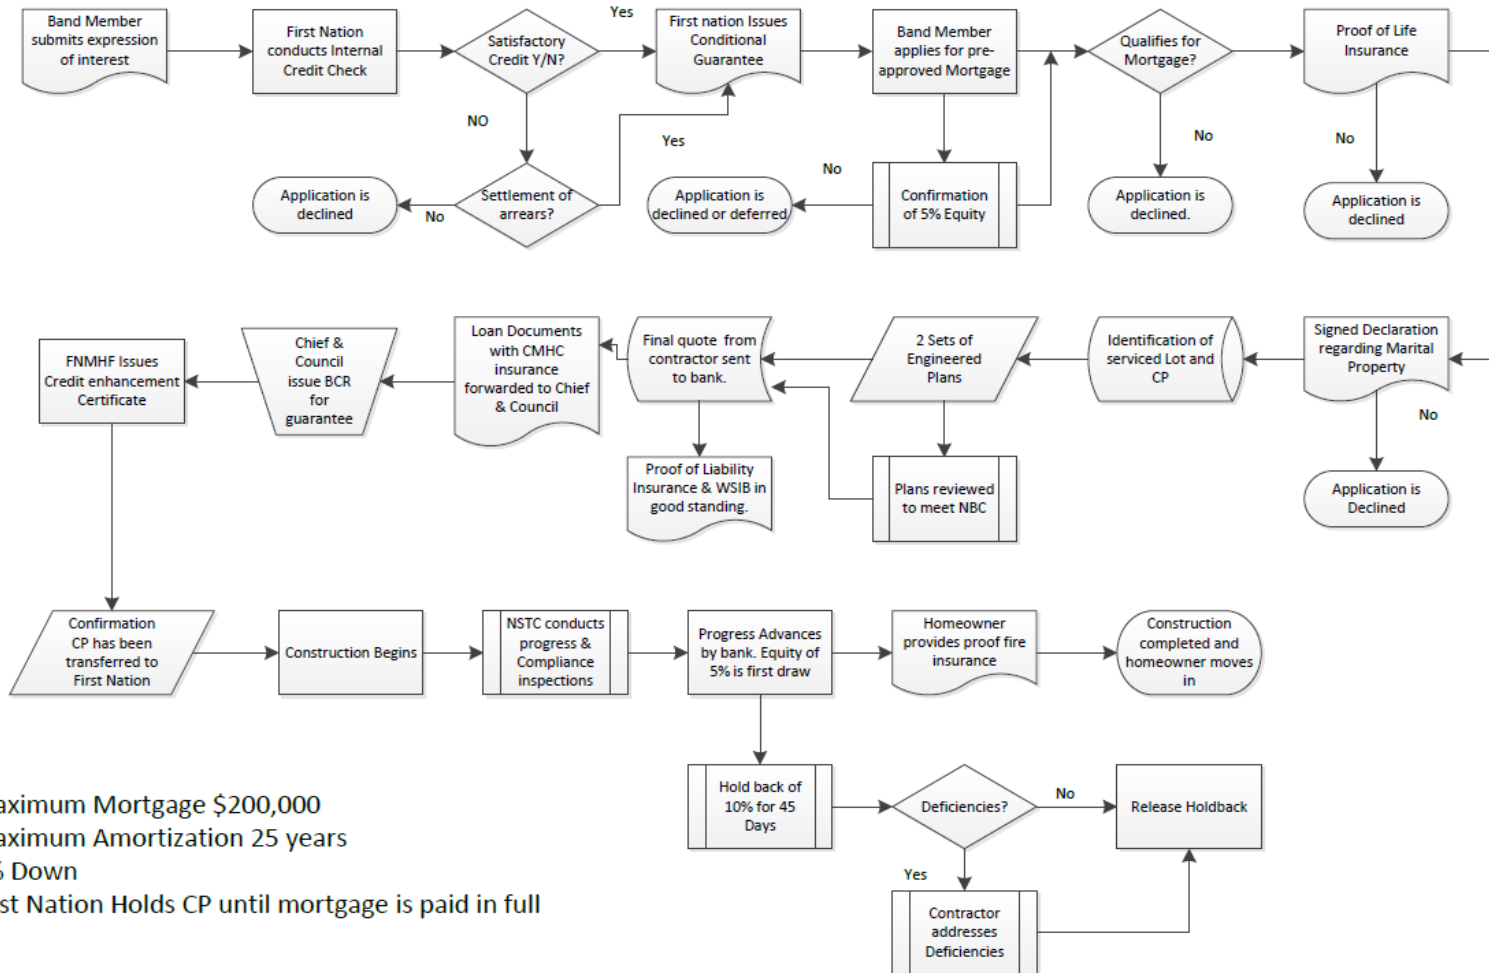 Band Member
submits expression
of interest
First Nation
conducts Internal
Credit Check
Satisfactory
Credit Y/N?
Yes
First nation Issues
Conditional
Guarantee
Band Member
applies for pre-
approved Mortgage
Qualifies for
Mortgage?
Proof of Life
Insurance
NO
Yes
No
No
No
Application is
declined
No
Settlement of
arrears?
Application is
declined or deferred
Confirmation
of 5% Equity
Application is
declined.
Application is
declined
FNMHF Issues
Credit enhancement
Certificate
Chief &
Council
issue BCR
for
guarantee
Loan Documents
with CMHC
insurance
forwarded to Chief
& Council
Final quote from
contractor sent
to bank.
2 Sets of
Engineered
Plans
Identification of
serviced Lot and
CP
Signed Declaration
regarding Marital
Property
No
Proof of Liability
Insurance & WSIB in
good standing.
Plans reviewed
to meet NBC
Application is
Declined
Confirmation
CP has been
transferred to
First Nation
Construction Begins
NSTC conducts
progress &
Compliance
inspections
Progress Advances
by bank. Equity of
5% is first draw
Homeowner
provides proof fire
insurance
Construction
completed and
homeowner moves
in
Hold back of
10% for 45
Days
Deficiencies?
No
Release Holdback
Yes
Contractor
addresses
Deficiencies
aximum Mortgage $200,000
aximum Amortization 25 years
% Down
st Nation Holds CP until mortgage is paid in full